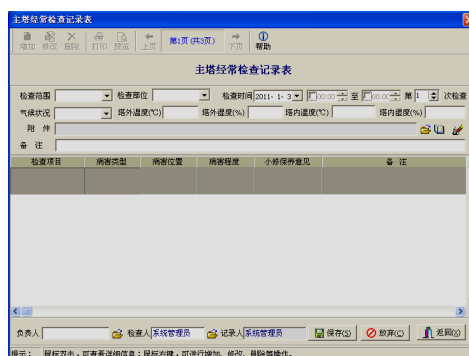 主塔经常检查记录表
增加 修改 删除 打印 预览 上页 第1页(共3页) 下页 帮助
主塔经常检查记录表
检查范围 检查部位 检查时间 2011- 1- 3 00:00 至 00:00 第 1 次检查
气候状况 塔外温度(℃) 塔外湿度(%) 塔内温度(℃) 塔内湿度(%)
附 件
备 注
检查项目 病害类型 病害位置 病害程度 小修保养意见 备 注
负责人 检查人 系统管理员 记录人 系统管理员 保存(S) 放弃(C) 返回(X)
提示: 鼠标双击,可查看详细信息;鼠标右键,可进行增加、修改、删除等操作。